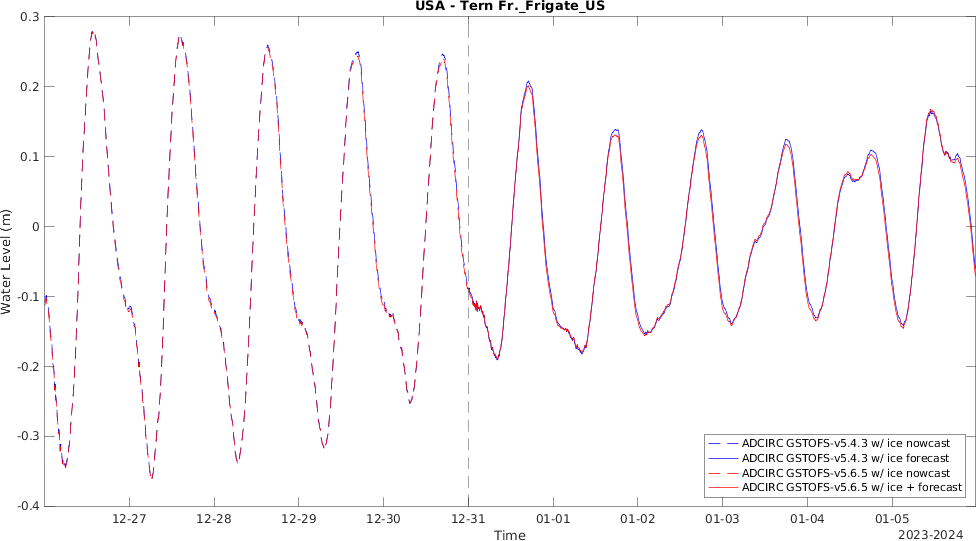 USA - Tern Fr._Frigate_US
0.3
0.2
0.1
0
-0.1
-0.2
-0.3
-0.4
Water Level (m)
ADCIRC GSTOFS-v5.4.3 w/ ice nowcast
ADCIRC GSTOFS-v5.4.3 w/ ice forecast
ADCIRC GSTOFS-v5.6.5 w/ ice nowcast
ADCIRC GSTOFS-v5.6.5 w/ ice + forecast
12-27 12-28 12-29 12-30 12-31 01-01 01-02 01-03 01-04 01-05
Time
2023-2024